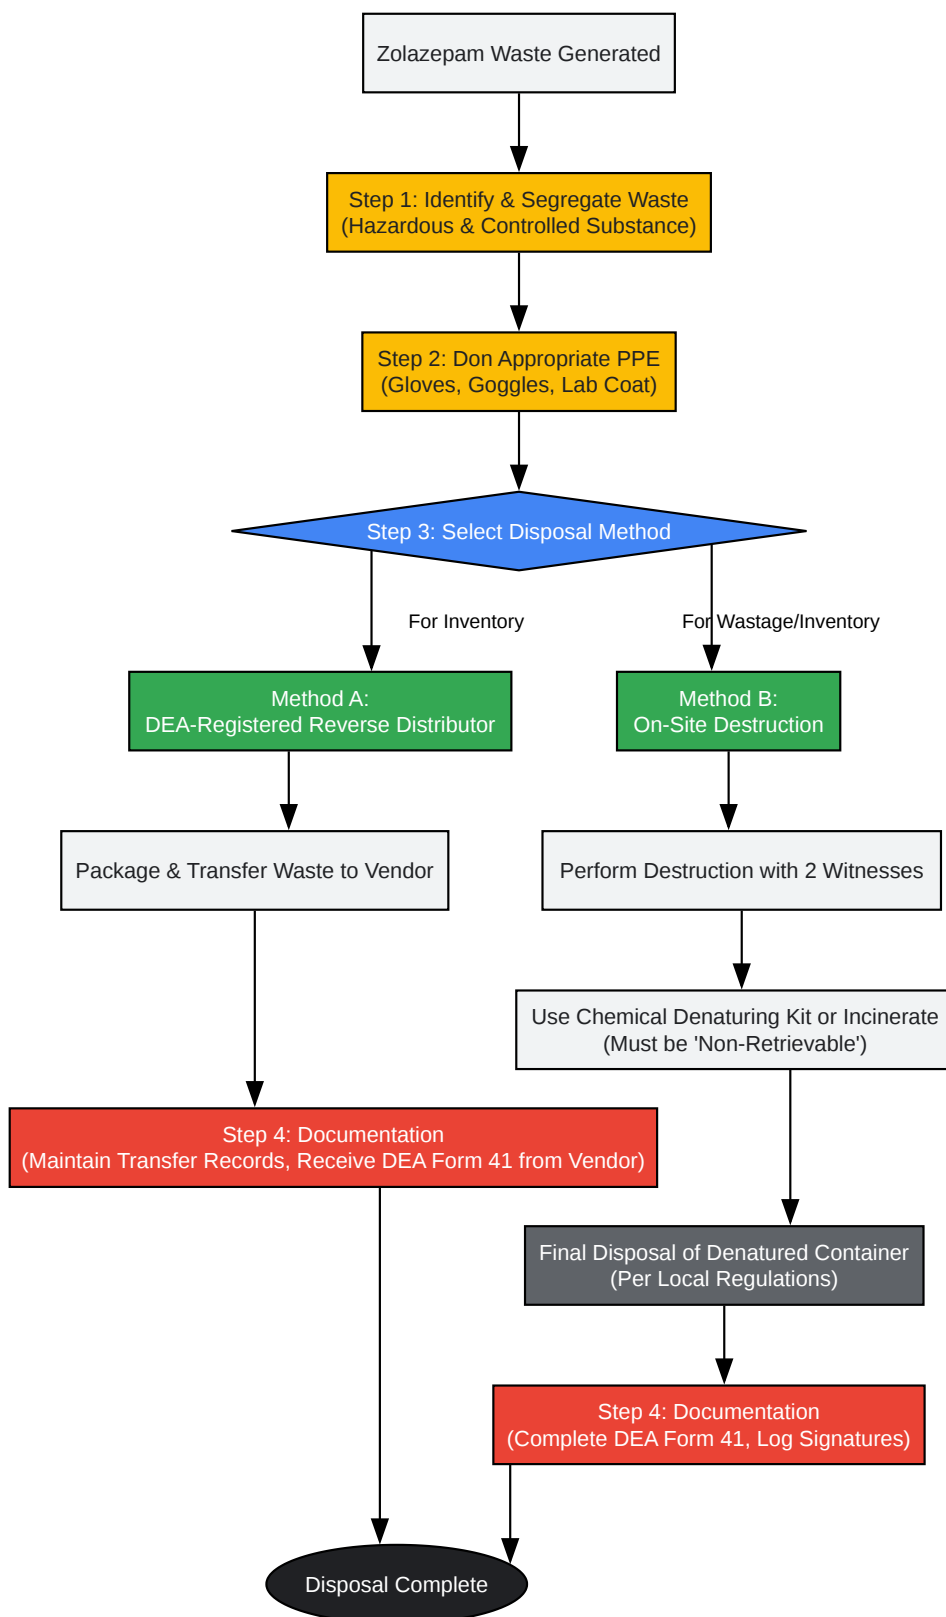 Zolazepam Waste Generated
Step 1: Identify & Segregate Waste
(Hazardous & Controlled Substance)
Step 2: Don Appropriate PPE
(Gloves, Goggles, Lab Coat)
Step 3: Select Disposal Method
For Inventory
For Wastage/Inventory
Method A:
DEA-Registered Reverse Distributor
Method B:
On-Site Destruction
Package & Transfer Waste to Vendor
Perform Destruction with 2 Witnesses
Use Chemical Denaturing Kit or Incinerate
(Must be 'Non-Retrievable')
Step 4: Documentation
(Maintain Transfer Records, Receive DEA Form 41 from Vendor)
Final Disposal of Denatured Container
(Per Local Regulations)
Step 4: Documentation
(Complete DEA Form 41, Log Signatures)
Disposal Complete